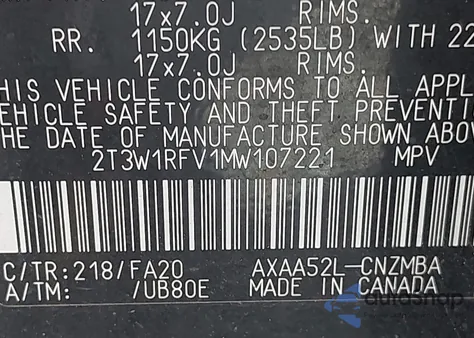 17x7.0J RIMS.
RR. 1150KG (2535LB) WITH 22
17x7.0J RIMS.
HIS VEHICLE CONFORMS TO ALL APPL
EHICLE SAFETY AND THEFT PREVENTI
HE DATE OF MANUFACTURE SHOWN ABOV
2T3W1RFV1MW107221 MPV
C/TR:218/FA20 AXAA52L-CNZMBA
A/TM: /UB80E MADE IN CANADA
autoshop